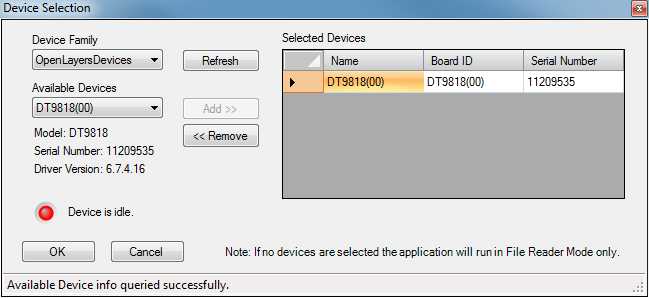 Device Selection
Device Family
OpenLayersDevices
Refresh
Available Devices
DT9818(00)
Add >>
<< Remove
Model: DT9818
Serial Number: 11209535
Driver Version: 6.7.4.16
Device is idle.
Selected Devices
Name Board ID Serial Number
DT9818(00) DT9818(00) 11209535
OK Cancel
Note: If no devices are selected the application will run in File Reader Mode only.
Available Device info queried successfully.